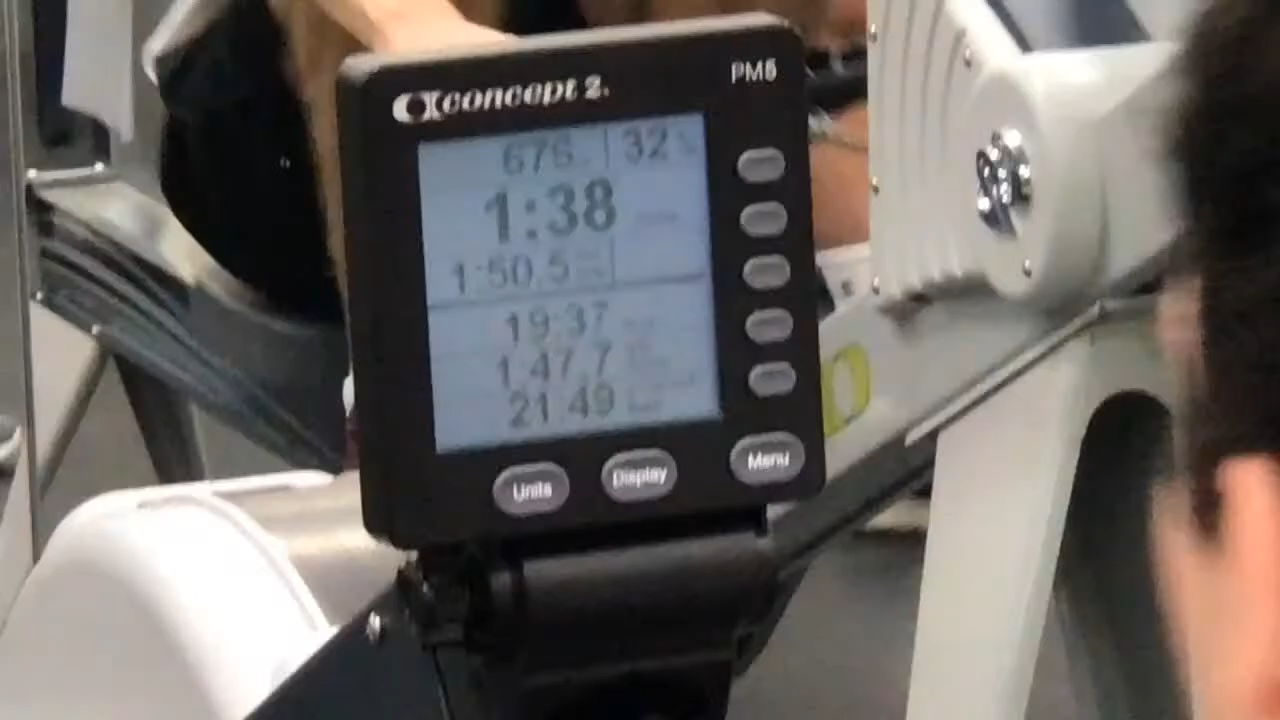 concept 2.
PM5
676 32
1:38
1:50.5
19:37
1:47.7
21:49
Units
Display
Menu
D